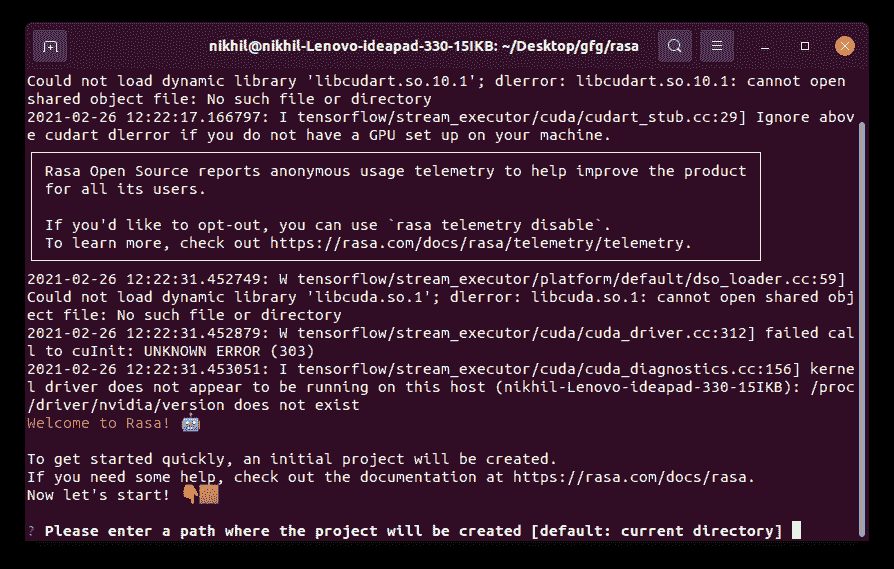 nikhil@nikhil-Lenovo-ideapad-330-15IKB: ~/Desktop/gfg/rasa
Could not load dynamic library 'libcudart.so.10.1'; dlerror: libcudart.so.10.1: cannot open
shared object file: No such file or directory
2021-02-26 12:22:17.166797: I tensorflow/stream_executor/cuda/cudart_stub.cc:29] Ignore abov
e cudart dlerror if you do not have a GPU set up on your machine.
Rasa Open Source reports anonymous usage telemetry to help improve the product
for all its users.
If you'd like to opt-out, you can use `rasa telemetry disable`.
To learn more, check out https://rasa.com/docs/rasa/telemetry/telemetry.
2021-02-26 12:22:31.452749: W tensorflow/stream_executor/platform/default/dso_loader.cc:59]
Could not load dynamic library 'libcuda.so.1'; dlerror: libcuda.so.1: cannot open shared obj
ect file: No such file or directory
2021-02-26 12:22:31.452879: W tensorflow/stream_executor/cuda/cuda_driver.cc:312] failed cal
l to cuInit: UNKNOWN ERROR (303)
2021-02-26 12:22:31.453051: I tensorflow/stream_executor/cuda/cuda_diagnostics.cc:156] kerne
l driver does not appear to be running on this host (nikhil-Lenovo-ideapad-330-15IKB): /proc
/driver/nvidia/version does not exist
Welcome to Rasa! 🤖
To get started quickly, an initial project will be created.
If you need some help, check out the documentation at https://rasa.com/docs/rasa.
Now let's start! 👇🏽
? Please enter a path where the project will be created [default: current directory]